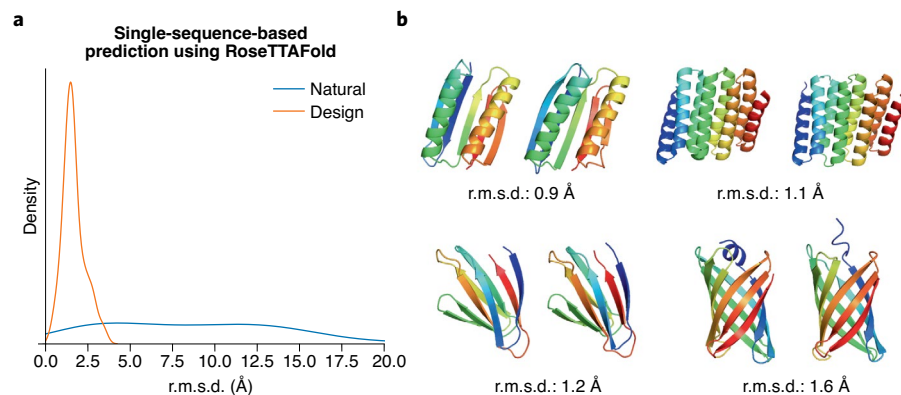 a
Single-sequence-based
prediction using RoseTTAFold
Natural
Design
Density
0.0 2.5 5.0 7.5 10.0 12.5 15.0 17.5 20.0
r.m.s.d. (Å)
b
r.m.s.d.: 0.9 Å
r.m.s.d.: 1.1 Å
r.m.s.d.: 1.2 Å
r.m.s.d.: 1.6 Å